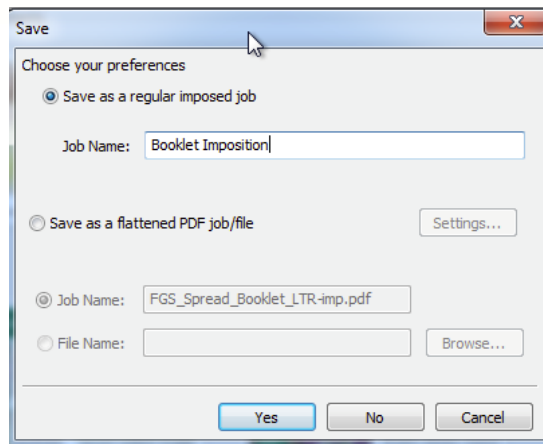 Save
Choose your preferences
Save as a regular imposed job
Job Name: Booklet Imposition
Save as a flattened PDF job/file Settings...
Job Name: FGS_Spread_Booklet_LTR-imp.pdf
File Name: Browse...
Yes No Cancel